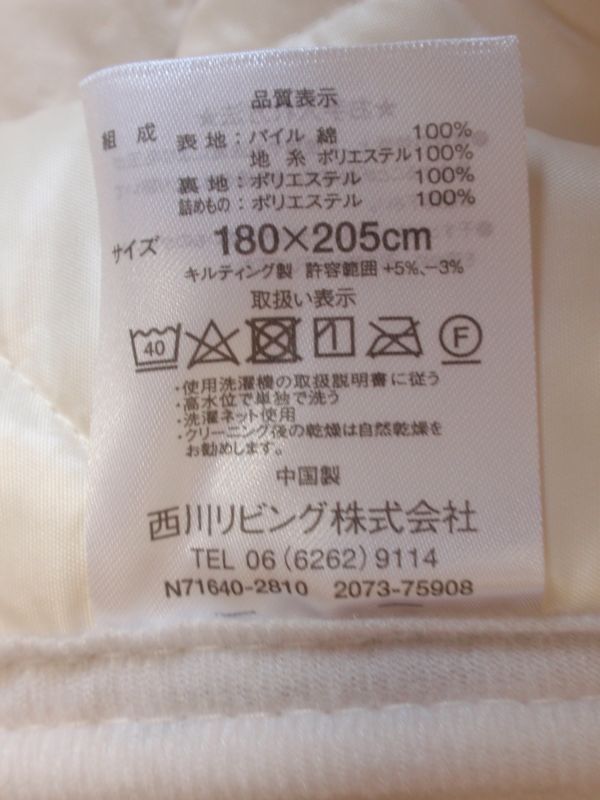 品質表示
組成 表地:パイル 綿 100%
地糸 ポリエステル 100%
裏地:ポリエステル 100%
詰めもの:ポリエステル 100%
サイズ 180×205cm
キルティング製 許容範囲 +5%、−3%
取扱い表示
40 F
・使用洗濯機の取扱説明書に従う
・高水位で単独で洗う
・洗濯ネット使用
・クリーニング後の乾燥は自然乾燥を
お勧めします。
中国製
西川リビング株式会社
TEL 06(6262)9114
N71640-2810 2073-75908